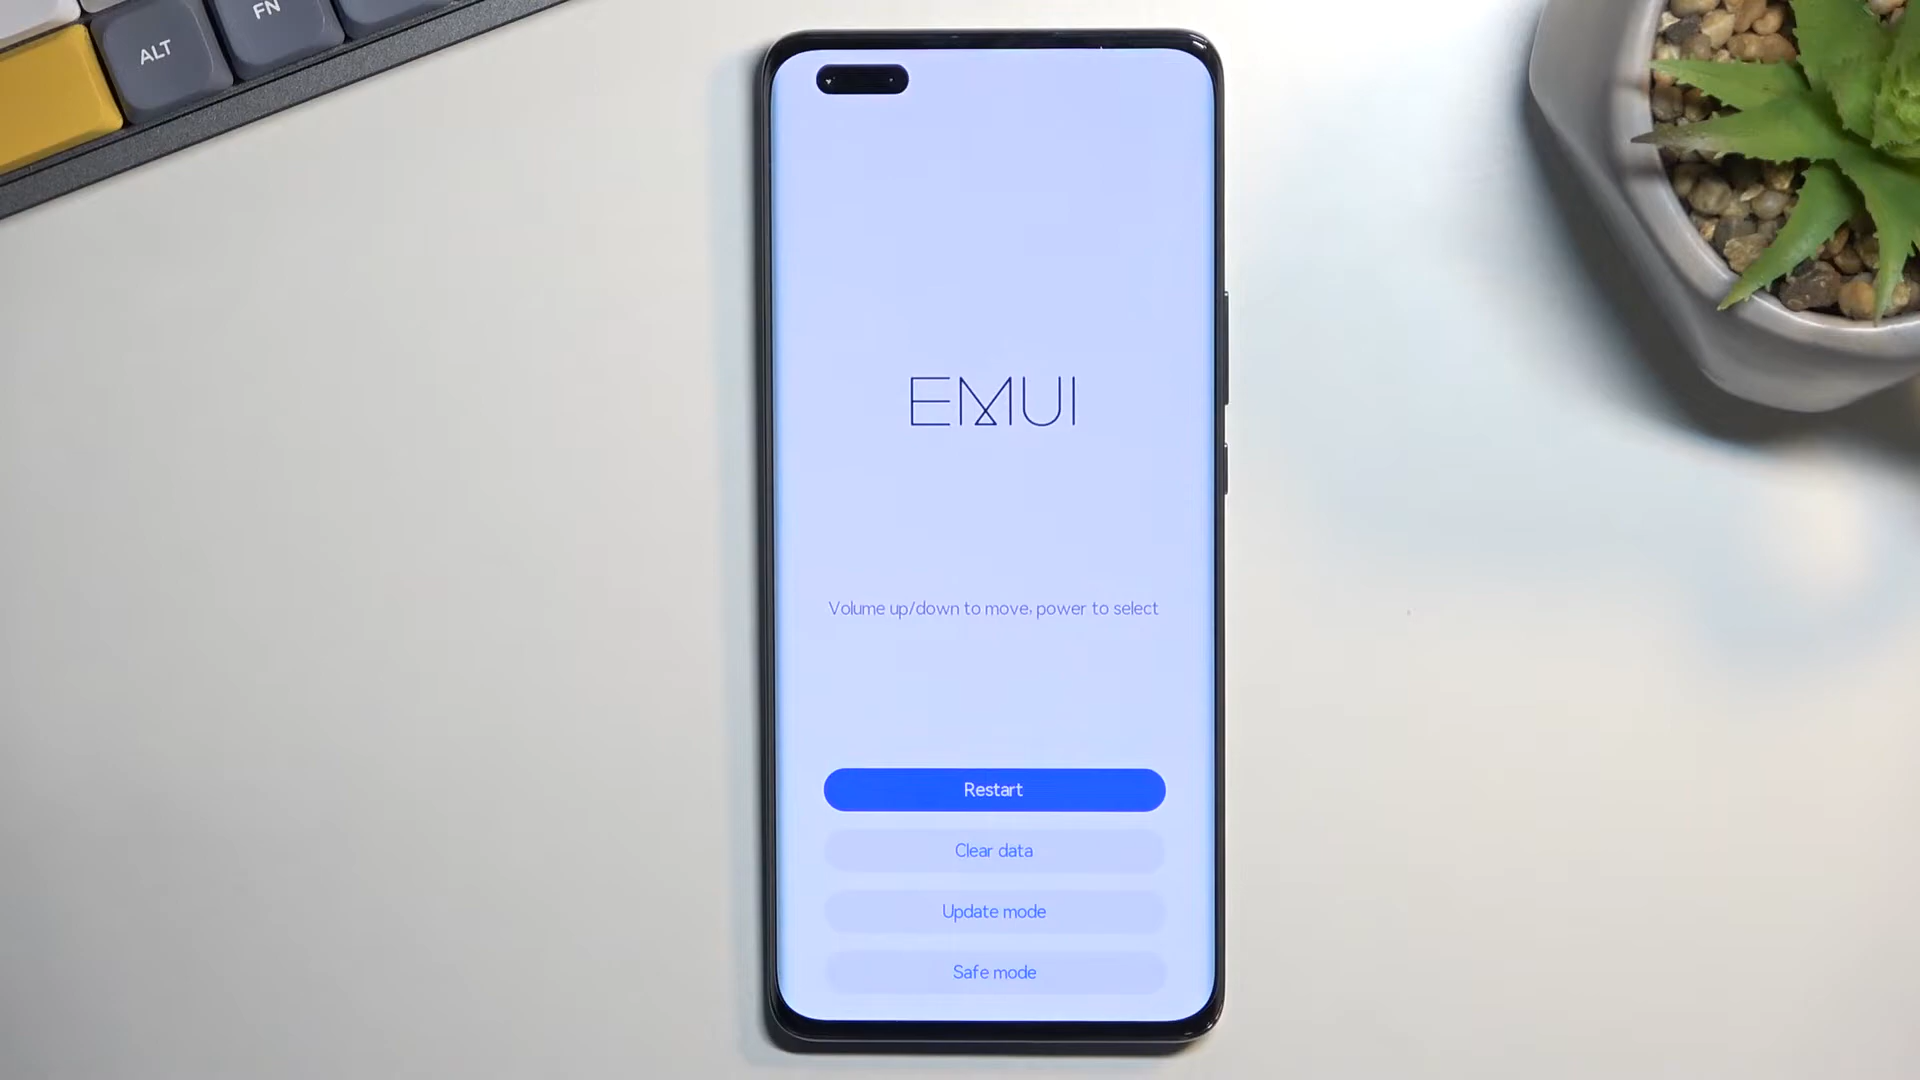 ALT
FN
EMUI
Volume up/down to move, power to select
Restart
Clear data
Update mode
Safe mode